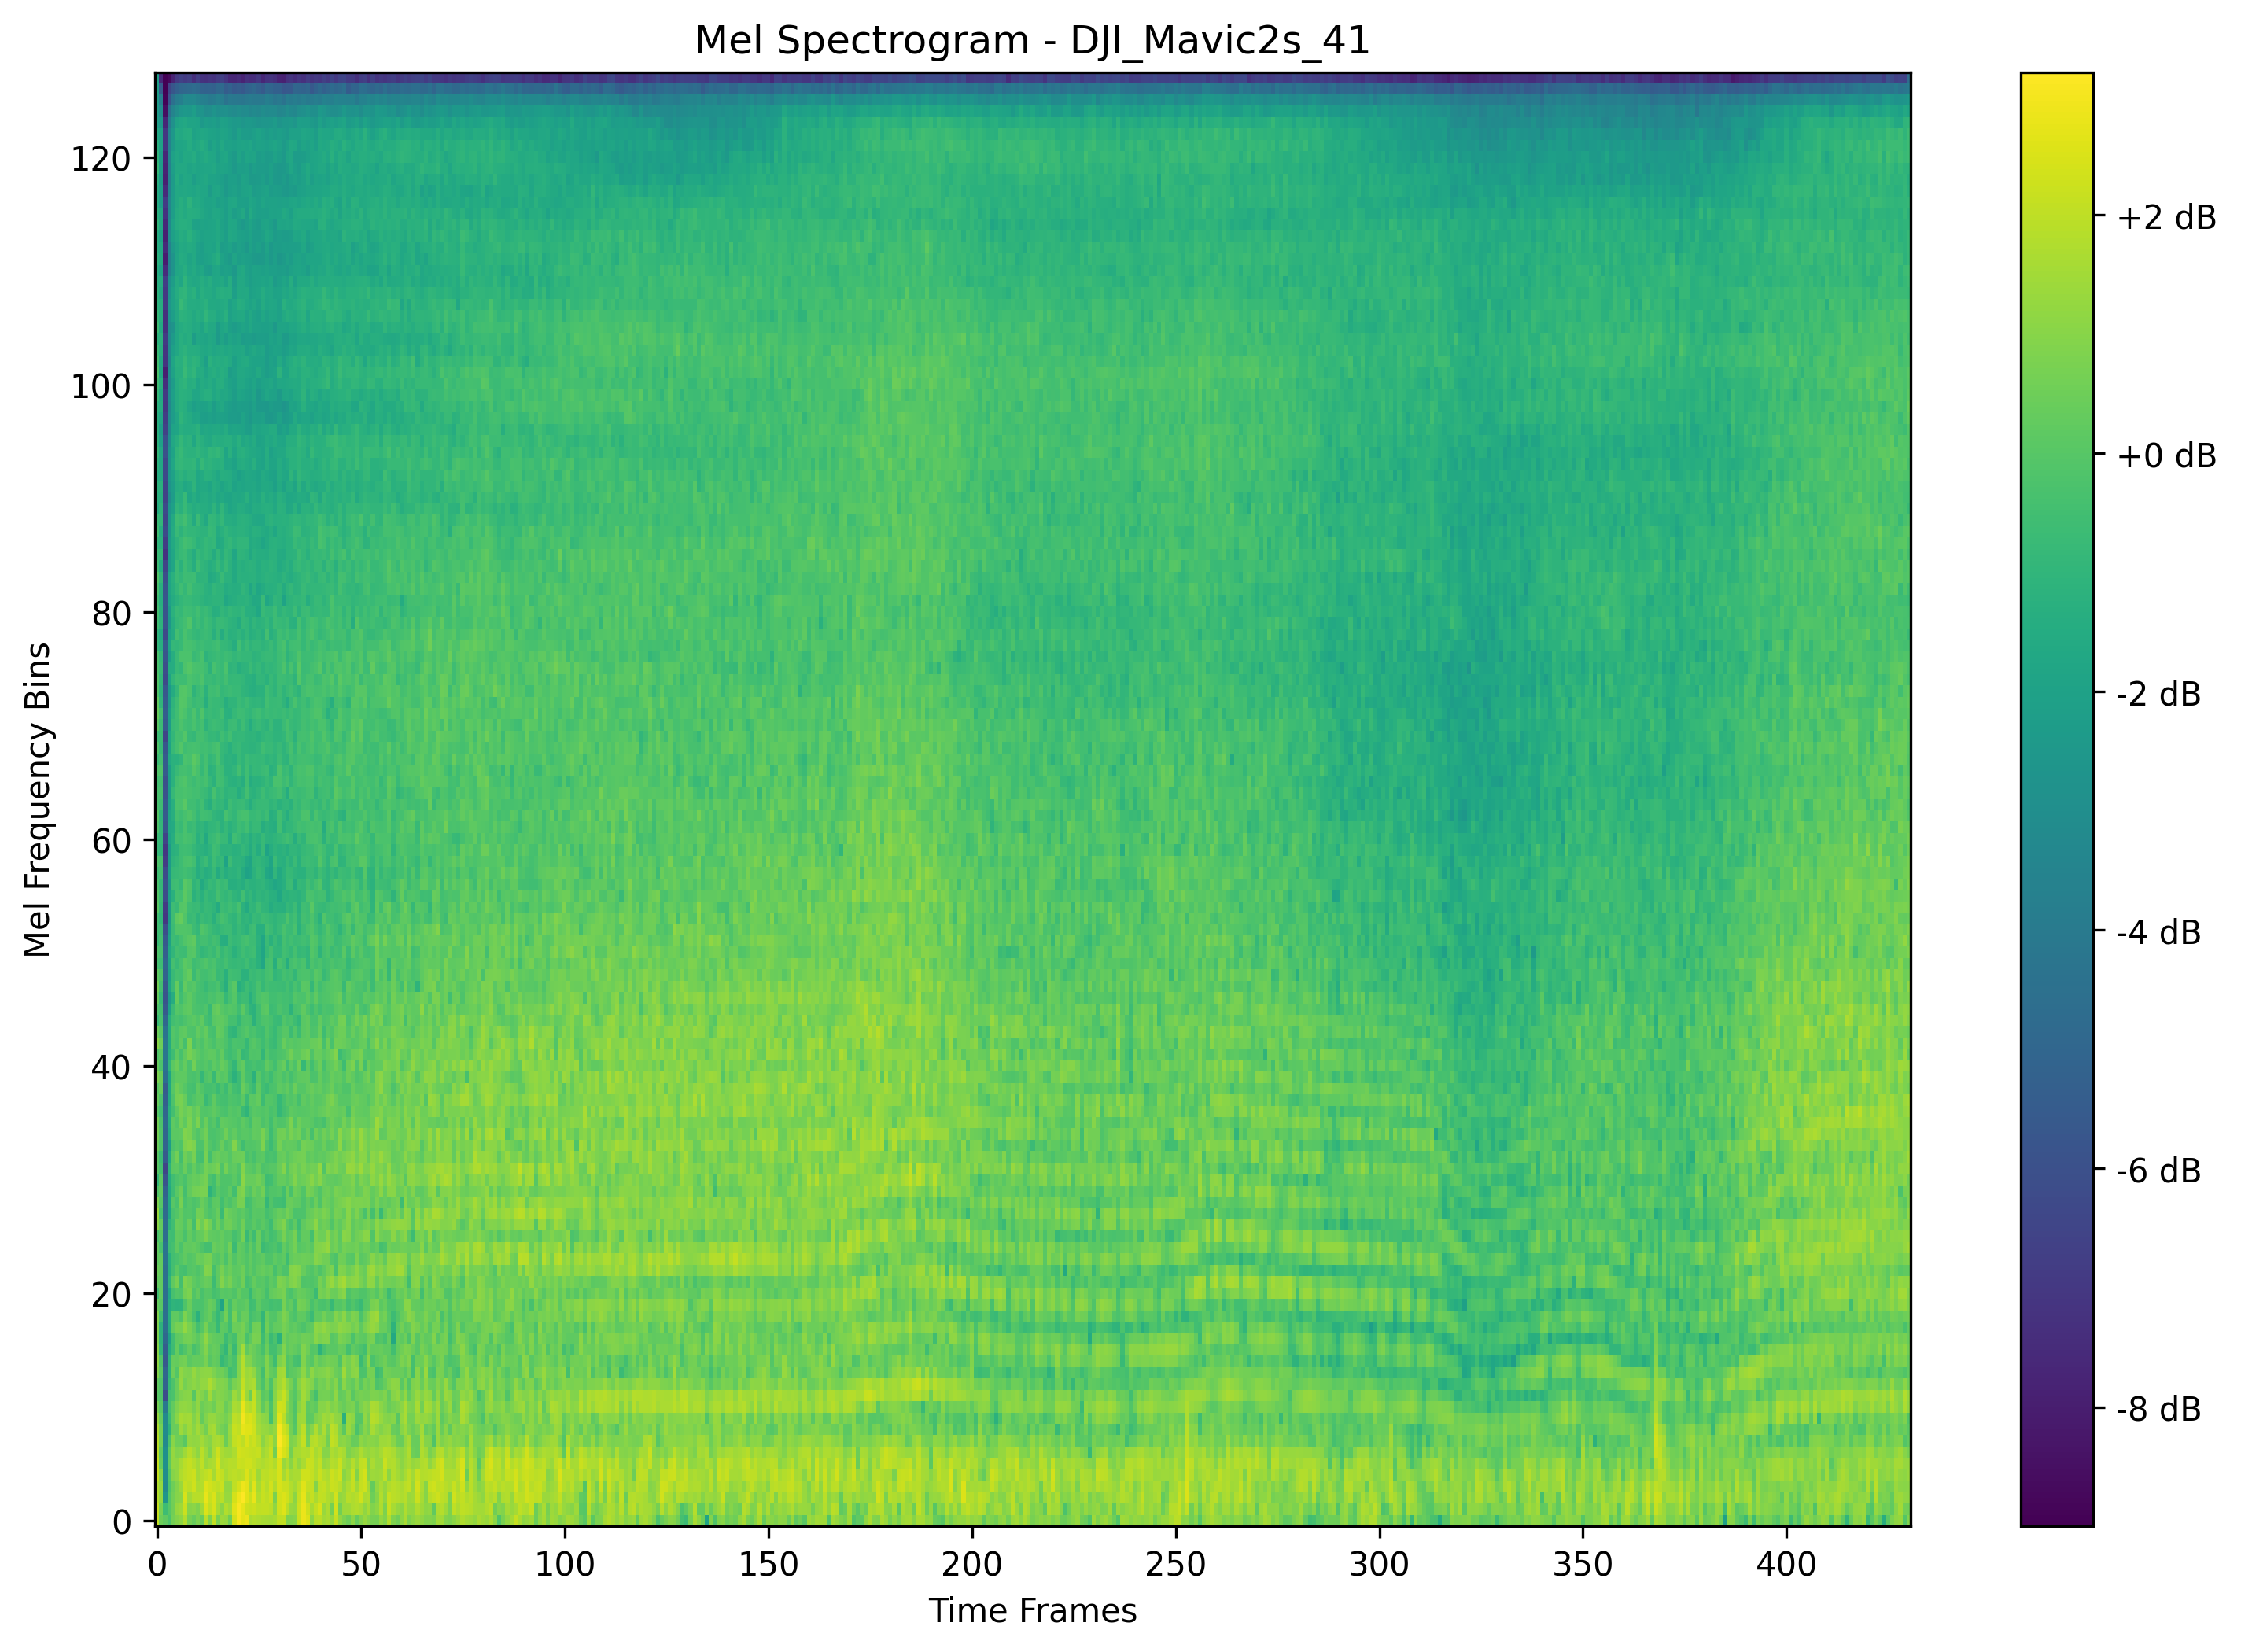 Mel Spectrogram - DJI_Mavic2s_41
Mel Frequency Bins
120
100
80
60
40
20
0
0 50 100 150 200 250 300 350 400
Time Frames
+2 dB
+0 dB
-2 dB
-4 dB
-6 dB
-8 dB